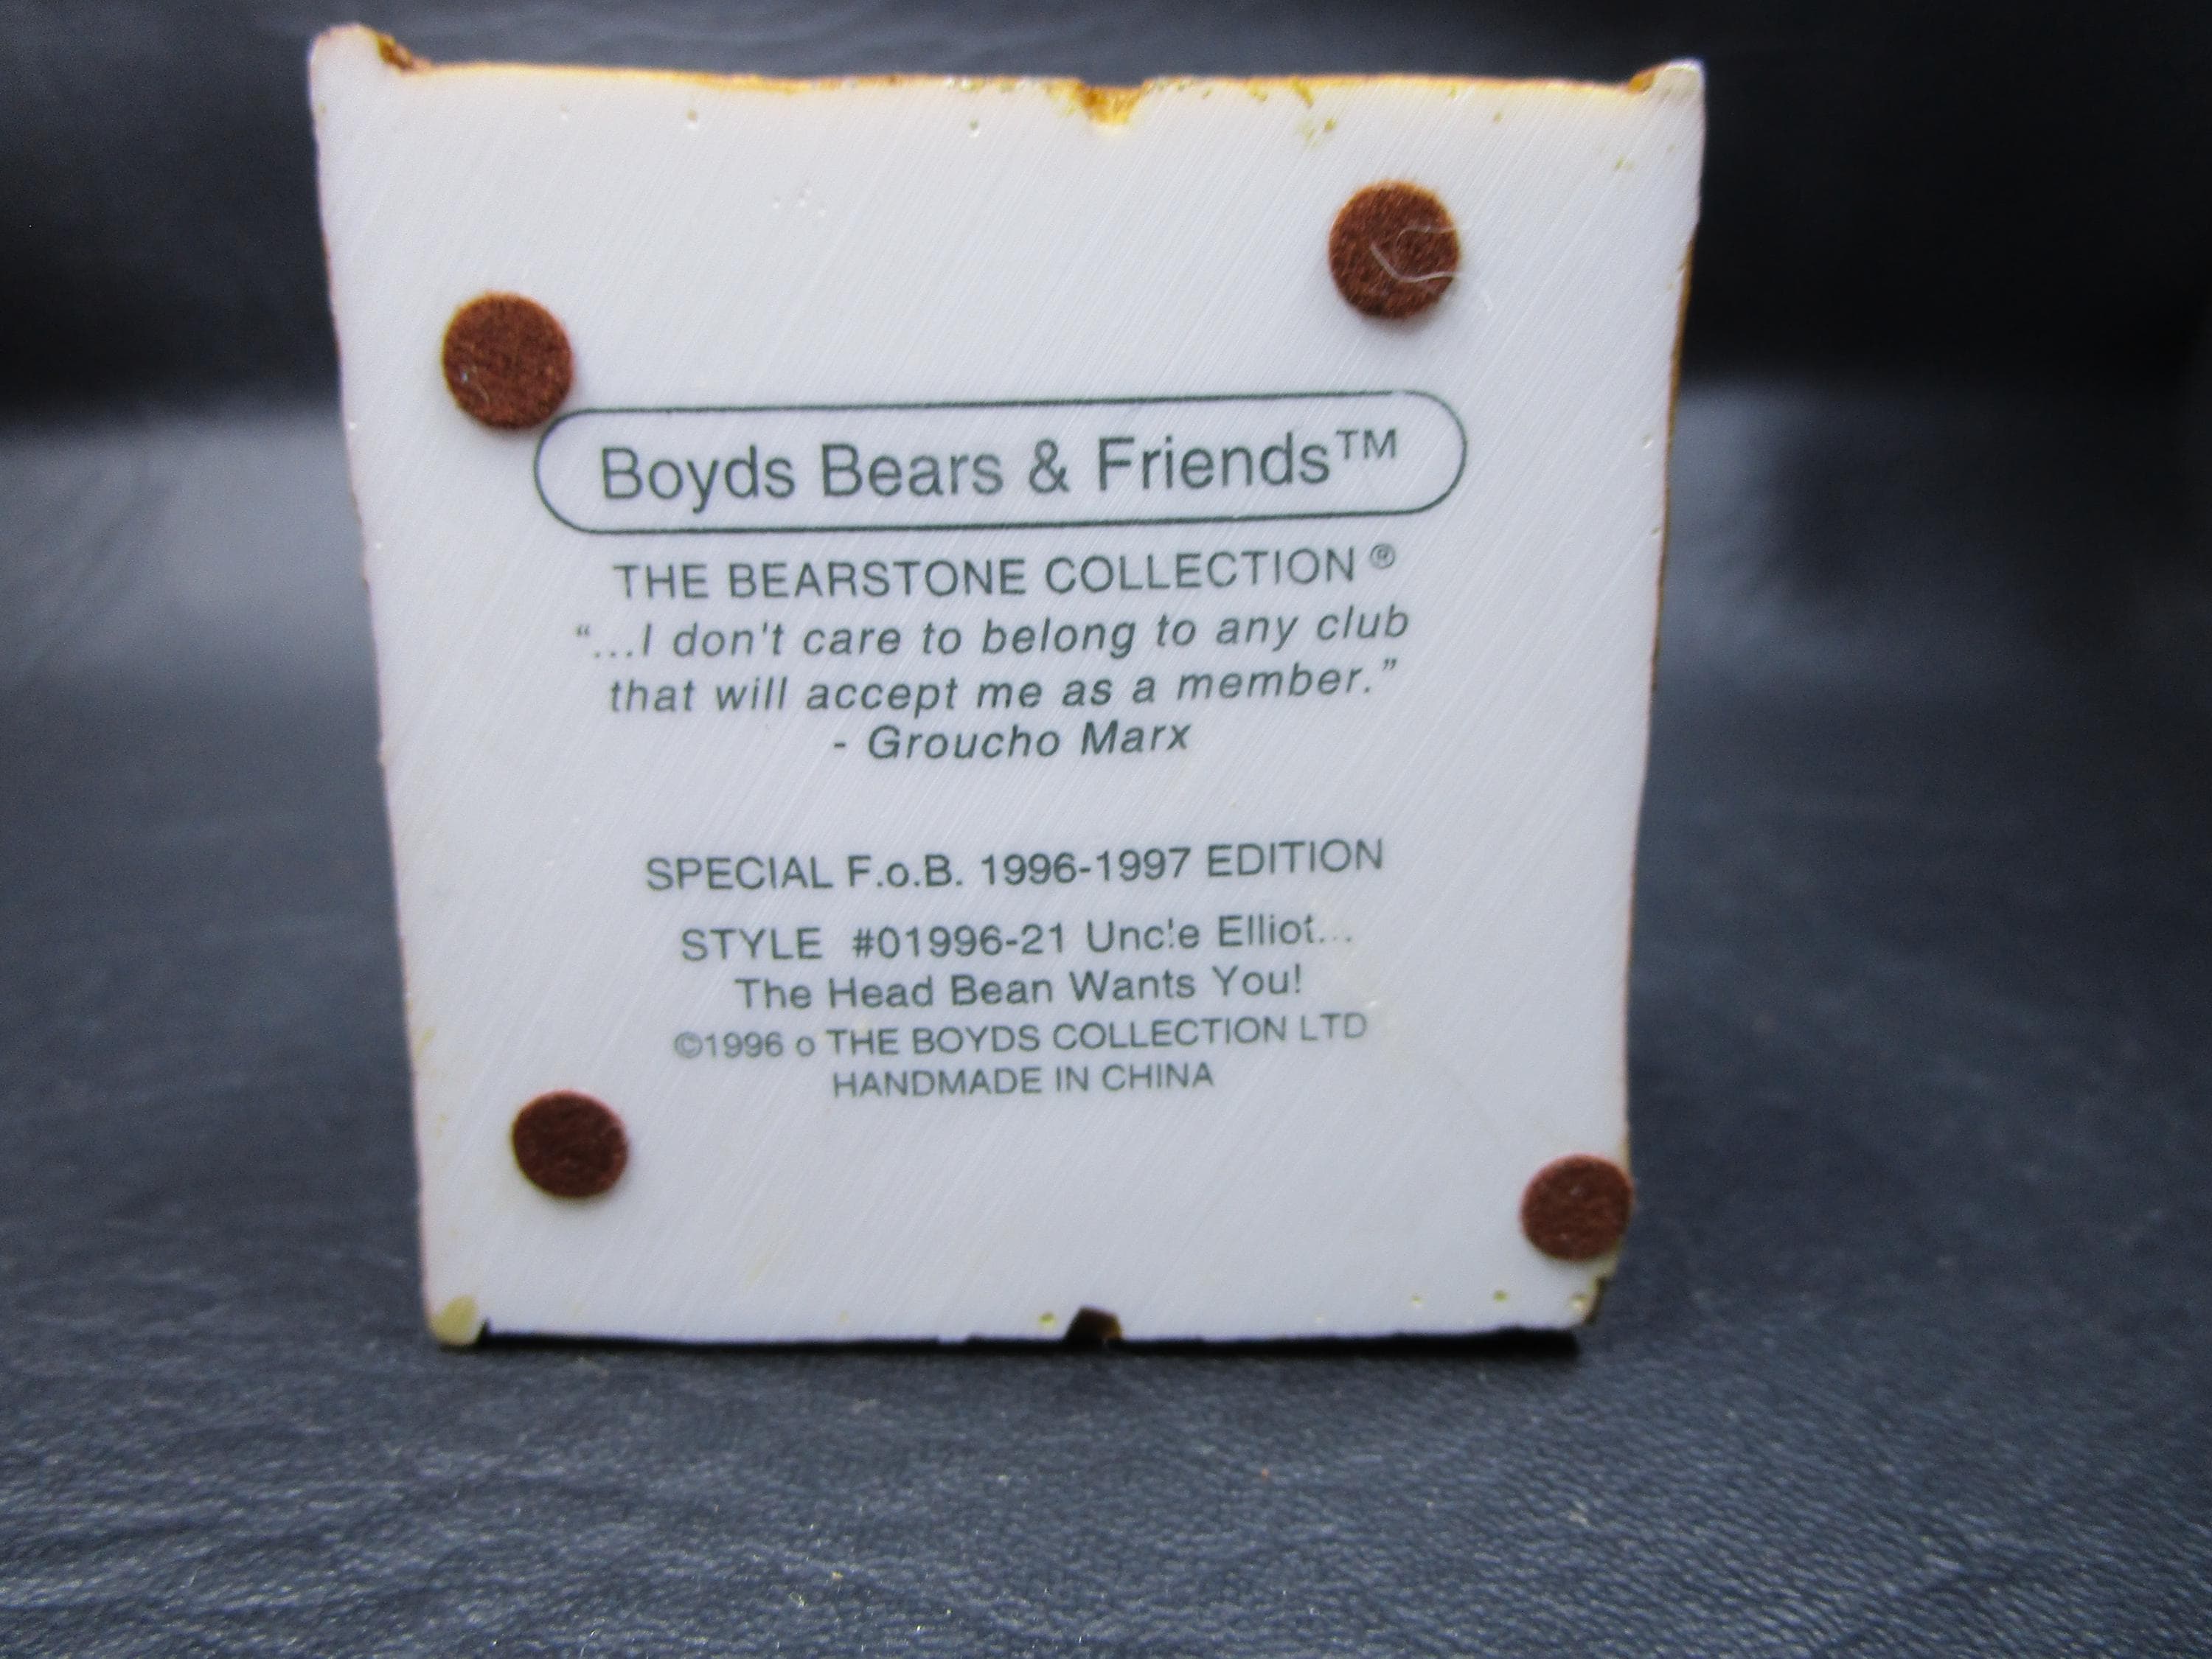 Boyds Bears & Friends™
THE BEARSTONE COLLECTION ®
“...I don't care to belong to any club
that will accept me as a member.”
- Groucho Marx
SPECIAL F.o.B. 1996-1997 EDITION
STYLE #01996-21 Uncle Elliot...
The Head Bean Wants You!
©1996 o THE BOYDS COLLECTION LTD
HANDMADE IN CHINA